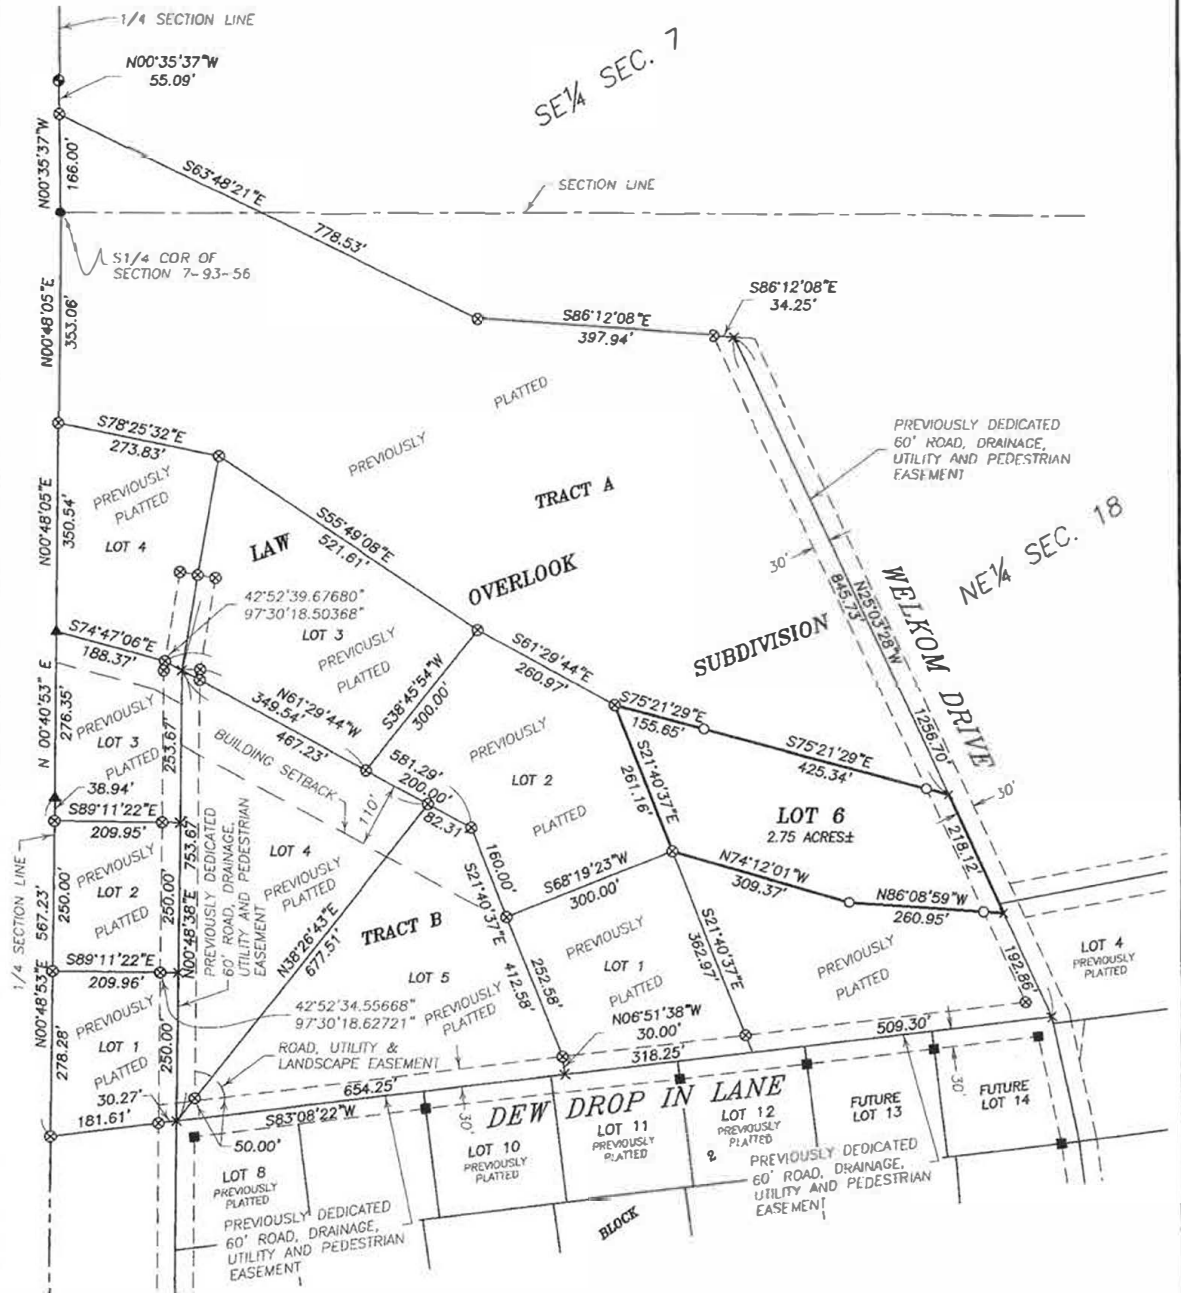 1/4 SECTION LINE
N00°35'37"W
55.09'
SE¼ SEC. 7
N00°35'37"W
166.00'
S63°48'21"E
778.53'
SECTION LINE
S1/4 COR OF
SECTION 7-93-56
N00°48'05"E
353.06'
S86°12'08"E
34.25'
S86°12'08"E
397.94'
PREVIOUSLY
PLATTED
PREVIOUSLY DEDICATED
60' ROAD, DRAINAGE,
UTILITY AND PEDESTRIAN
EASEMENT
S78°25'32"E
273.83'
PREVIOUSLY
PLATTED
LOT 4
N00°48'05"E
350.54'
TRACT A
S55°49'08"E
521.61'
LAW
OVERLOOK
SUBDIVISION
NE¼ SEC. 18
30'
WELKOM DRIVE
N25°03'28"W
845.73'
1256.70'
30'
42°52'39.67680"
97°30'18.50368"
LOT 3
PREVIOUSLY
PLATTED
S74°47'06"E
188.37'
S61°29'44"E
260.97'
S38°45'54"W
300.00'
N61°29'44"W
349.54'
467.23'
N 00°40'53" E
276.35'
PREVIOUSLY
LOT 3
PLATTED
253.67'
BUILDING SETBACK
110'
581.29'
200.00'
82.31
PREVIOUSLY
LOT 2
PLATTED
S75°21'29"E
155.65'
S75°21'29"E
425.34'
S21°40'37"E
261.16'
LOT 6
2.75 ACRES±
218.12'
38.94'
S89°11'22"E
209.95'
753.67'
PREVIOUSLY
LOT 2
PLATTED
250.00'
1/4 SECTION LINE
N00°48'53"E 567.23'
250.00'
N00°48'38"E
PREVIOUSLY DEDICATED
60' ROAD, DRAINAGE,
UTILITY AND PEDESTRIAN
EASEMENT
LOT 4
PREVIOUSLY
PLATTED
N38°26'43"E
677.51'
TRACT B
LOT 5
PREVIOUSLY
PLATTED
160.00'
S21°40'37"E
412.58'
252.58'
S68°19'23"W
300.00'
N74°12'01"W
309.37'
N86°08'59"W
260.95'
S21°40'37"E
362.97'
PREVIOUSLY
LOT 1
PLATTED
PREVIOUSLY
PLATTED
192.86'
LOT 4
PREVIOUSLY
PLATTED
S89°11'22"E
209.96'
42°52'34.55668"
97°30'18.62721"
PREVIOUSLY
LOT 1
PLATTED
250.00'
278.28'
30.27'
181.61'
ROAD, UTILITY &
LANDSCAPE EASEMENT
N06°51'38"W
30.00'
318.25'
509.30'
654.25'
S83°08'22"W
50.00'
30'
30'
DEW DROP IN LANE
LOT 8
PREVIOUSLY
PLATTED
LOT 10
PREVIOUSLY
PLATTED
LOT 11
PREVIOUSLY
PLATTED
LOT 12
PREVIOUSLY
PLATTED
FUTURE
LOT 13
FUTURE
LOT 14
PREVIOUSLY DEDICATED
60' ROAD, DRAINAGE,
UTILITY AND PEDESTRIAN
EASEMENT
BLOCK
2
PREVIOUSLY DEDICATED
60' ROAD, DRAINAGE,
UTILITY AND PEDESTRIAN
EASEMENT